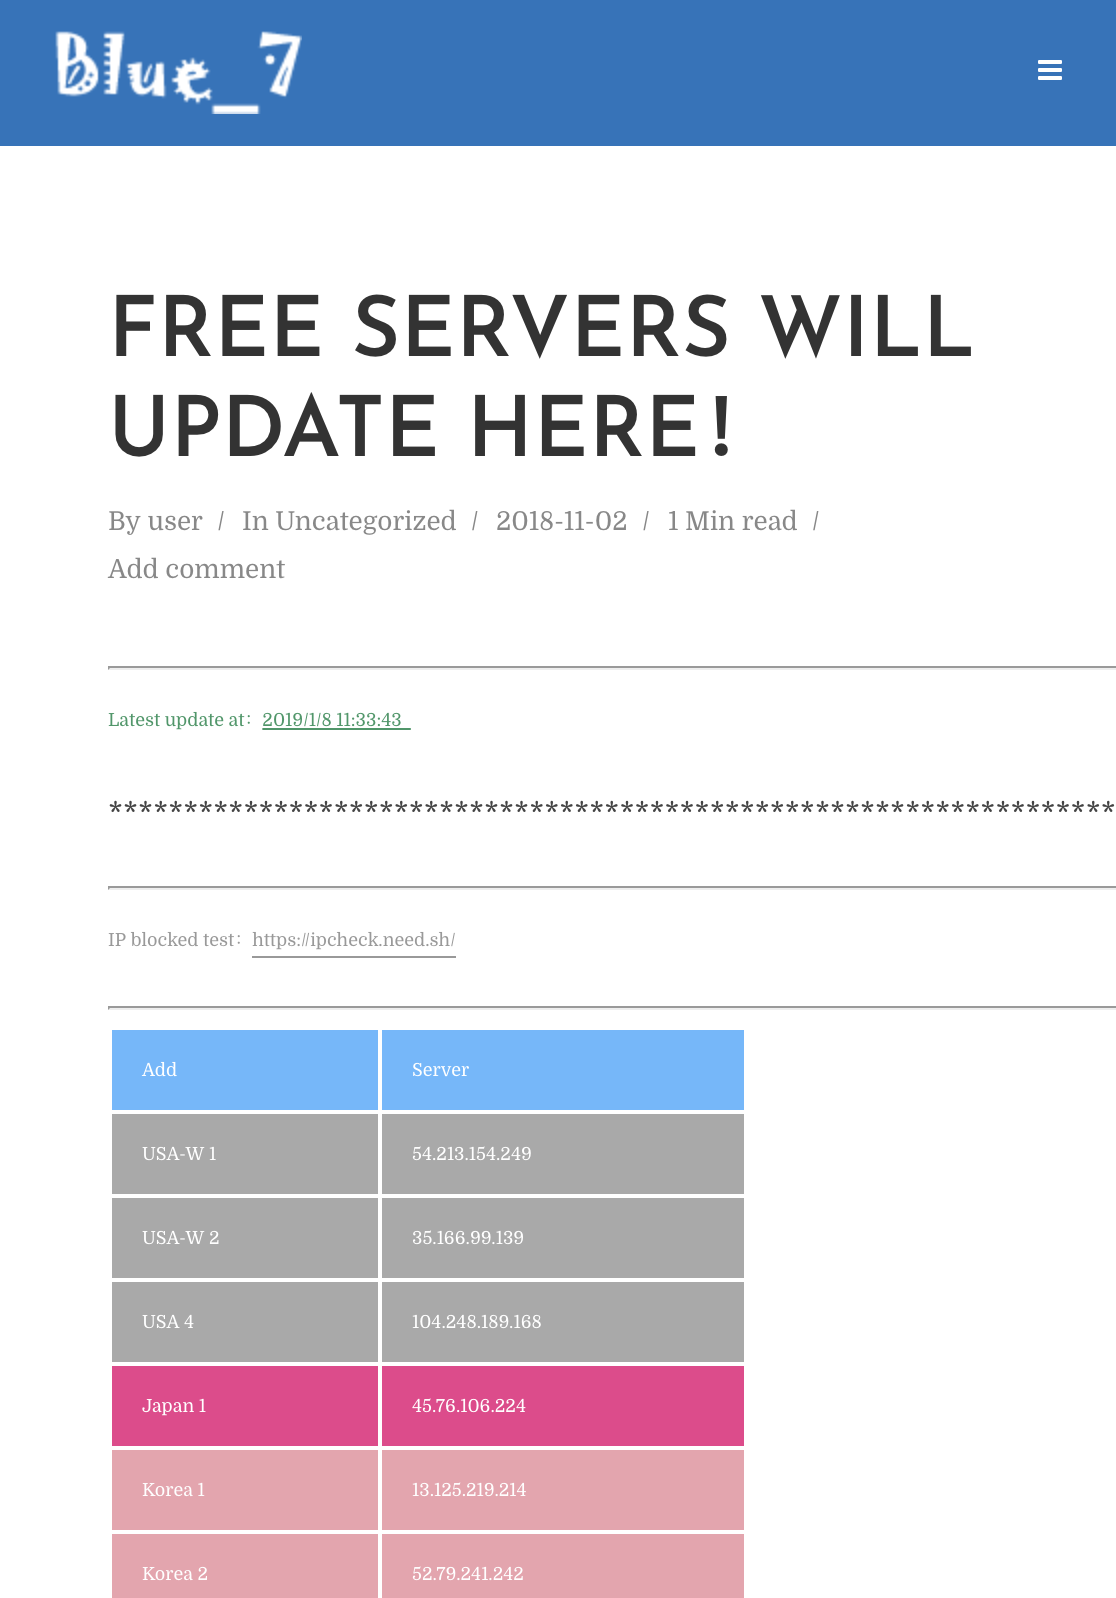 Blue_7
FREE SERVERS WILL
UPDATE HERE！
By user / In Uncategorized / 2018-11-02 / 1 Min read /
Add comment
Latest update at： 2019/1/8 11:33:43
*******************************************************************
IP blocked test： https://ipcheck.need.sh/
Add Server
USA-W 1 54.213.154.249
USA-W 2 35.166.99.139
USA 4 104.248.189.168
Japan 1 45.76.106.224
Korea 1 13.125.219.214
Korea 2 52.79.241.242